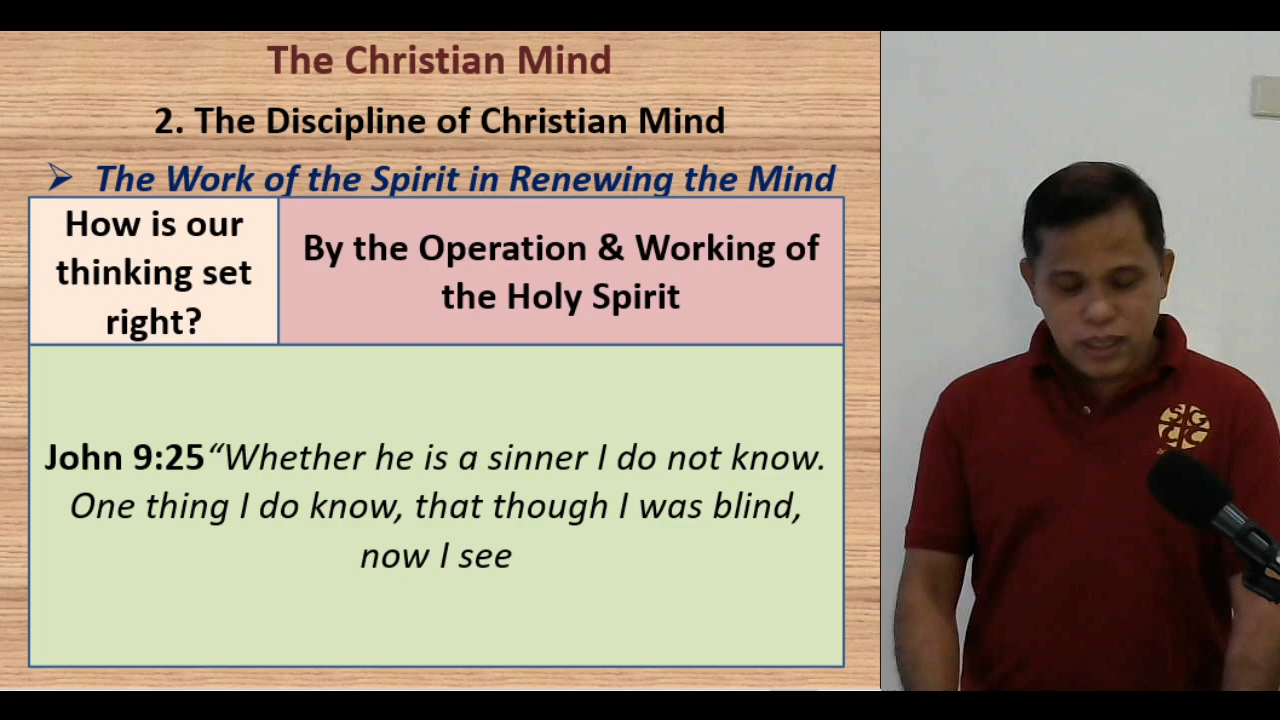 The Christian Mind
2. The Discipline of Christian Mind
➢ The Work of the Spirit in Renewing the Mind
How is our
thinking set
right?
By the Operation & Working of
the Holy Spirit
John 9:25“Whether he is a sinner I do not know.
One thing I do know, that though I was blind,
now I see
S G
C C